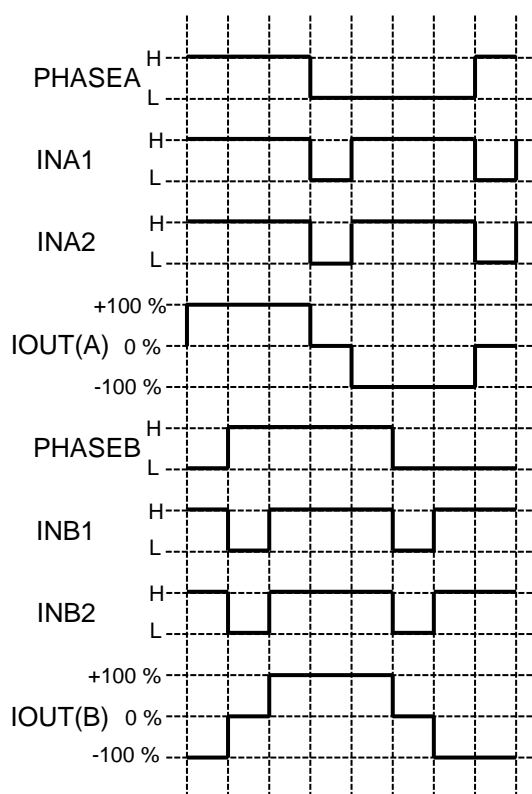 H
PHASEA
L
H
INA1
L
H
INA2
L
+100 %
IOUT(A) 0 %
-100 %
H
PHASEB
L
H
INB1
L
H
INB2
L
+100 %
IOUT(B) 0 %
-100 %